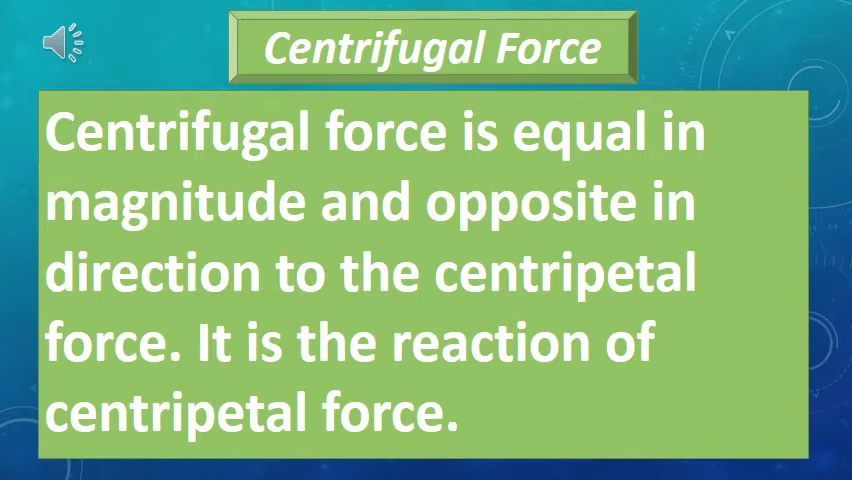 Centrifugal Force
Centrifugal force is equal in
magnitude and opposite in
direction to the centripetal
force. It is the reaction of
centripetal force.